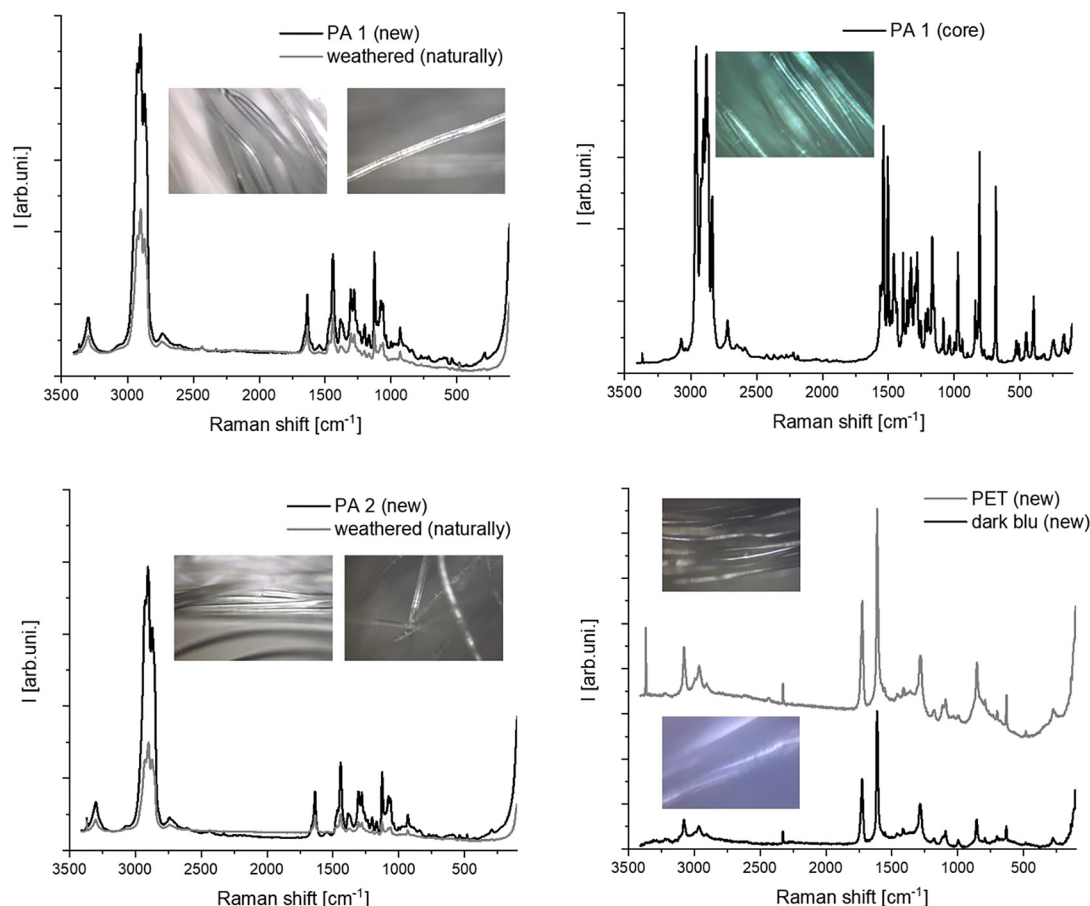 PA 1 (new)
weathered (naturally)
I [arb.uni.]
3500 3000 2500 2000 1500 1000 500
Raman shift [cm⁻¹]
PA 1 (core)
I [arb.uni.]
3500 3000 2500 2000 1500 1000 500
Raman shift [cm⁻¹]
PA 2 (new)
weathered (naturally)
I [arb.uni.]
3500 3000 2500 2000 1500 1000 500
Raman shift [cm⁻¹]
PET (new)
dark blu (new)
I [arb.uni.]
3500 3000 2500 2000 1500 1000 500
Raman shift [cm⁻¹]